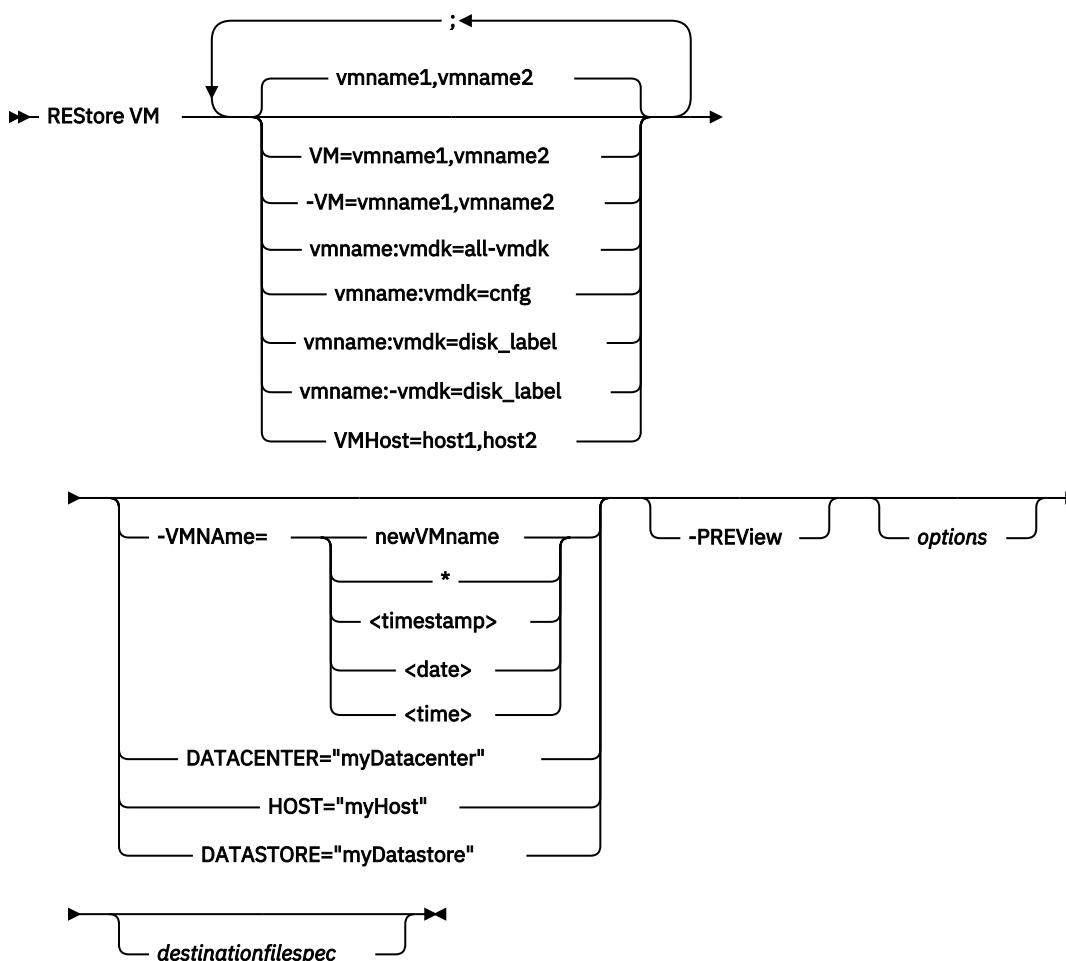 ;
vmname1,vmname2
REStore VM
VM=vmname1,vmname2
-VM=vmname1,vmname2
vmname:vmdk=all-vmdk
vmname:vmdk=cnfg
vmname:vmdk=disk_label
vmname:-vmdk=disk_label
VMHost=host1,host2
-VMNAme= newVMname -PREView options
*
<timestamp>
<date>
<time>
DATACENTER="myDatacenter"
HOST="myHost"
DATASTORE="myDatastore"
destinationfilespec